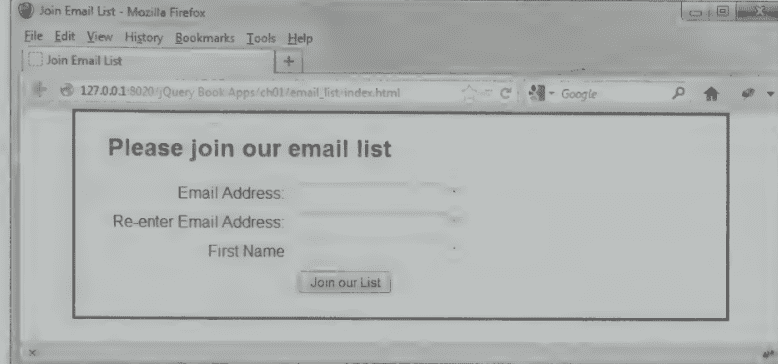 Join Email List - Mozilla Firefox
File Edit View History Bookmarks Tools Help
Join Email List
127.0.0.1:8020/jQuery Book Apps/ch01/email_list/index.html
Google
Please join our email list
Email Address:
Re-enter Email Address:
First Name
Join our List